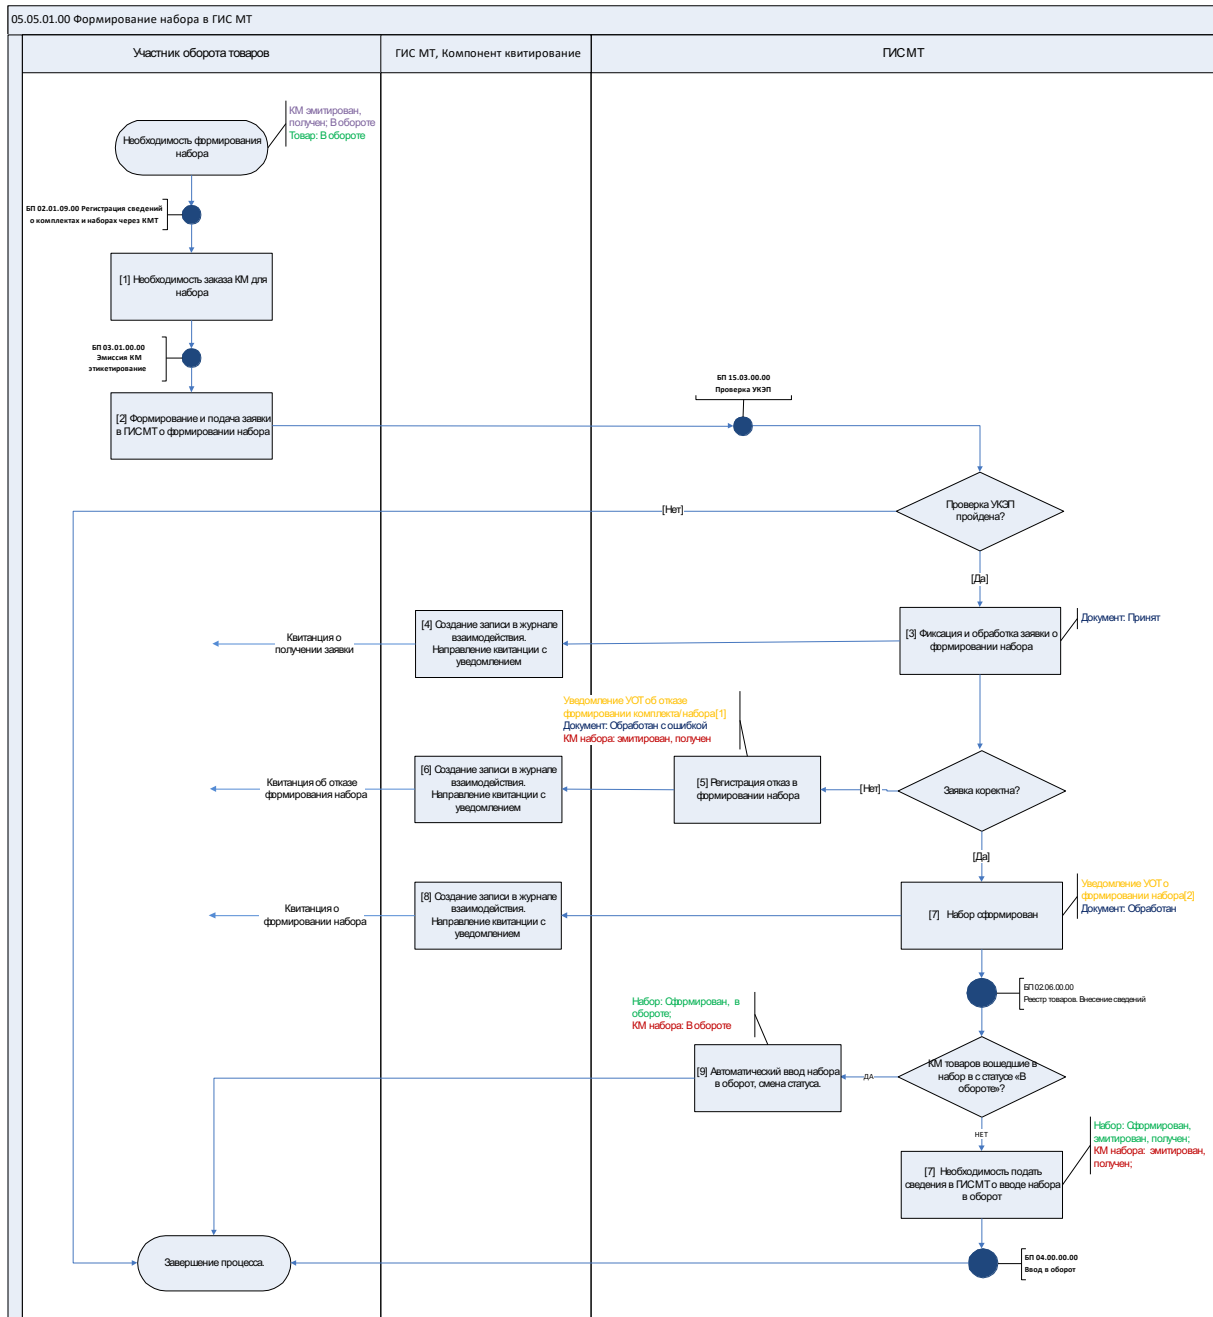 05.05.01.00 Формирование набора в ГИС МТ
Участник оборота товаров
ГИС МТ, Компонент квитирование
ГИС МТ
КМ эмитирован,
получен; В обороте
Товар: В обороте
Необходимость формирования
набора
БП 02.01.09.00 Регистрация сведений
о комплектах и наборах через КМТ
[1] Необходимость заказа КМ для
набора
БП 03.01.00.00
Эмиссия КМ
этикетирование
[2] Формирование и подача заявки
в ГИС МТ о формировании набора
БП 15.03.00.00
Проверка УКЭП
Проверка УКЭП
пройдена?
[Нет]
[Да]
[3] Фиксация и обработка заявки о
формировании набора
Документ: Принят
[4] Создание записи в журнале
взаимодействия.
Направление квитанции с
уведомлением
Квитанция о
получении заявки
Уведомление УОТ об отказе
формировании комплекта/набора[1]
Документ: Обработан с ошибкой
КМ набора: эмитирован, получен
Заявка коректна?
[Нет]
[5] Регистрация отказ в
формировании набора
[6] Создание записи в журнале
взаимодействия.
Направление квитанции с
уведомлением
Квитанция об отказе
формирования набора
[Да]
[7] Набор сформирован
Уведомление УОТ о
формировании набора[2]
Документ: Обработан
[8] Создание записи в журнале
взаимодействия.
Направление квитанции с
уведомлением
Квитанция о
формировании набора
БП 02.06.00.00
Реестр товаров. Внесение сведений
Набор: Сформирован, в
обороте;
КМ набора: В обороте
КМ товаров вошедшие в
набор в с статусе «В
обороте»?
ДА
[9] Автоматический ввод набора
в оборот, смена статуса.
НЕТ
Набор: Сформирован,
эмитирован, получен;
КМ набора: эмитирован,
получен;
[7] Необходимость подать
сведения в ГИС МТ о вводе набора
в оборот
Завершение процесса.
БП 04.00.00.00
Ввод в оборот